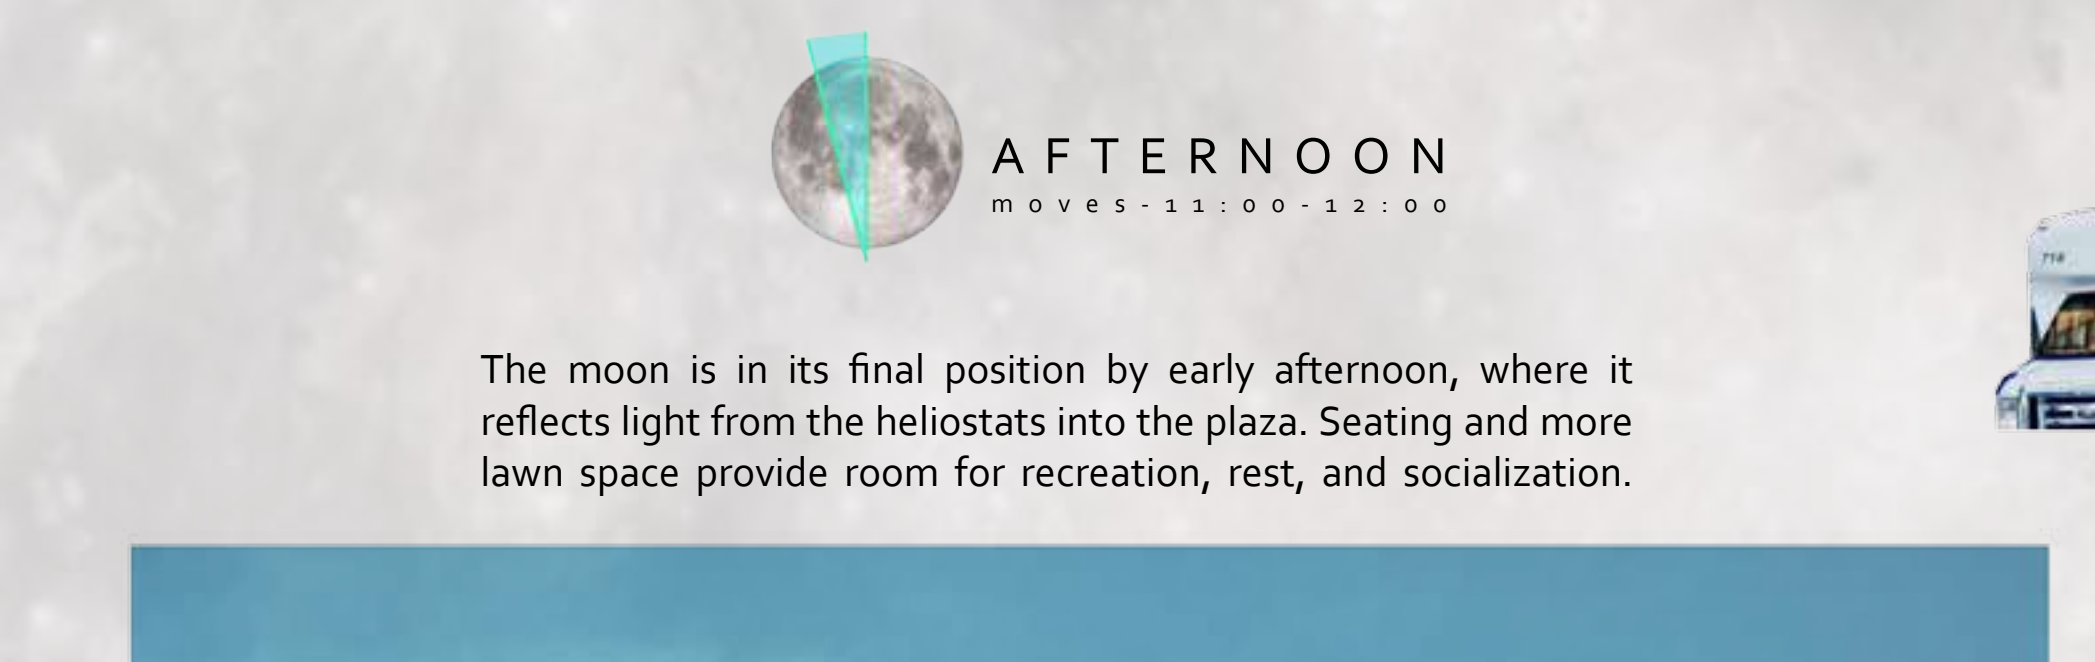 AFTERNOON
moves-11:00-12:00
The moon is in its final position by early afternoon, where it
reflects light from the heliostats into the plaza. Seating and more
lawn space provide room for recreation, rest, and socialization.